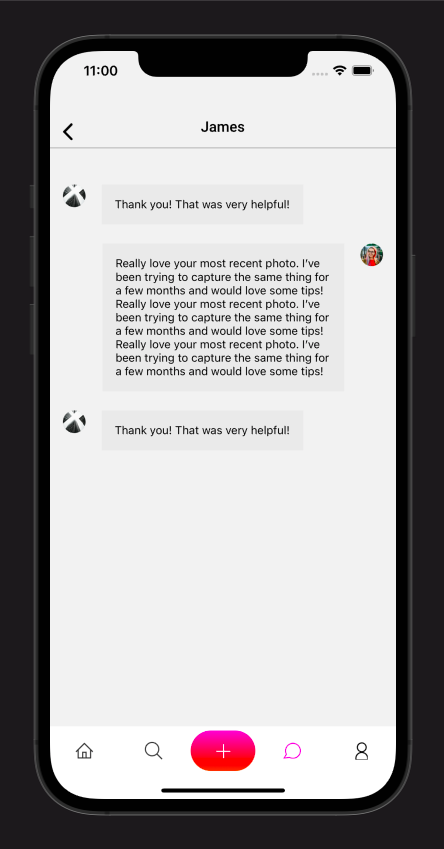 11:00
James
Thank you! That was very helpful!
Really love your most recent photo. I’ve
been trying to capture the same thing for
a few months and would love some tips!
Really love your most recent photo. I’ve
been trying to capture the same thing for
a few months and would love some tips!
Really love your most recent photo. I’ve
been trying to capture the same thing for
a few months and would love some tips!
Thank you! That was very helpful!